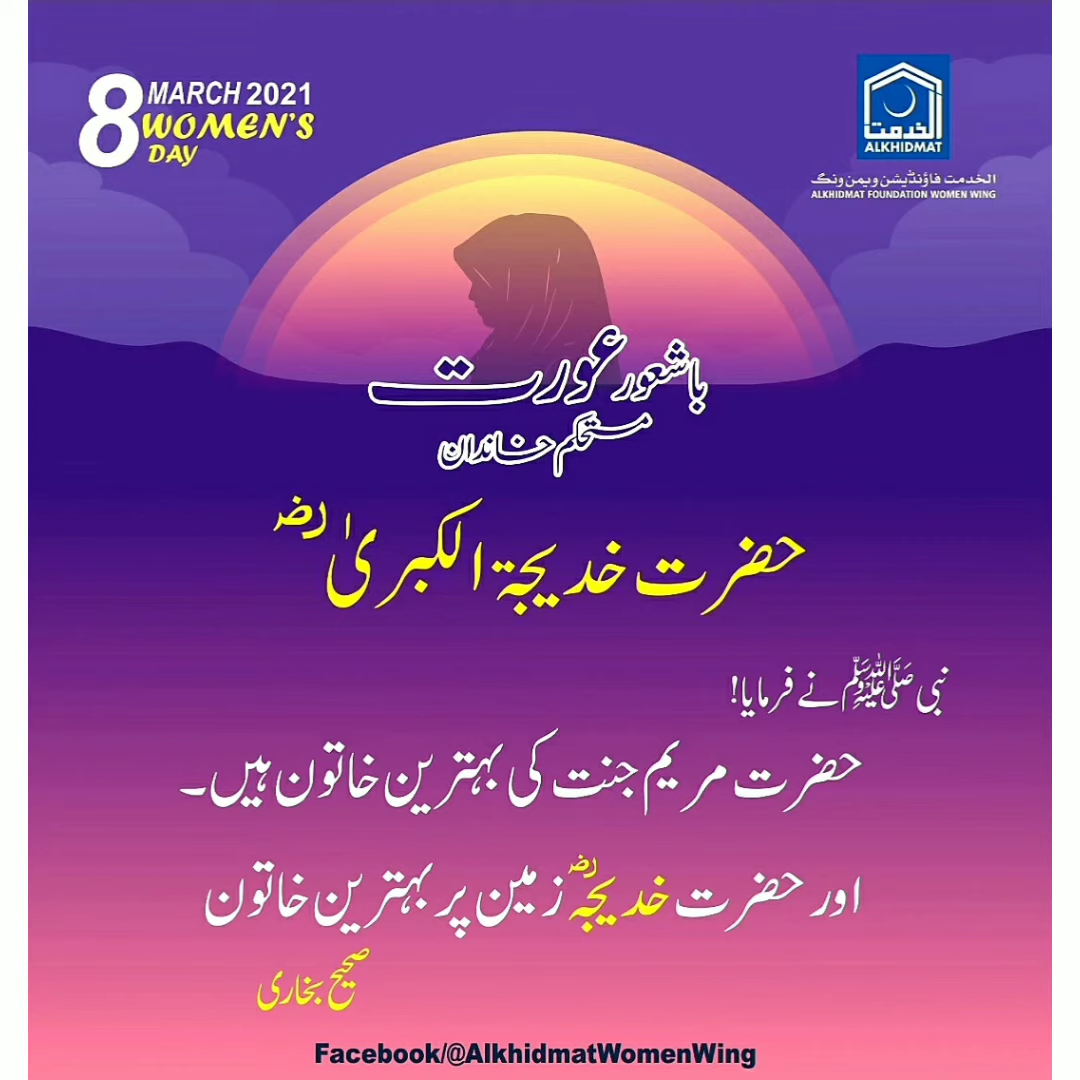 8 MARCH 2021
WOMEN'S
DAY
الخدمت
ALKHIDMAT
الخدمت فاؤنڈیشن ویمن ونگ
ALKHIDMAT FOUNDATION WOMEN WING
باشعور عورت
مستحکم خاندان
حضرت خدیجۃ الکبریٰ رضہ
نبی ﷺ نے فرمایا!
حضرت مریم جنت کی بہترین خاتون ہیں۔
اور حضرت خدیجہ رضہ زمین پر بہترین خاتون
صحیح بخاری
Facebook/@AlkhidmatWomenWing